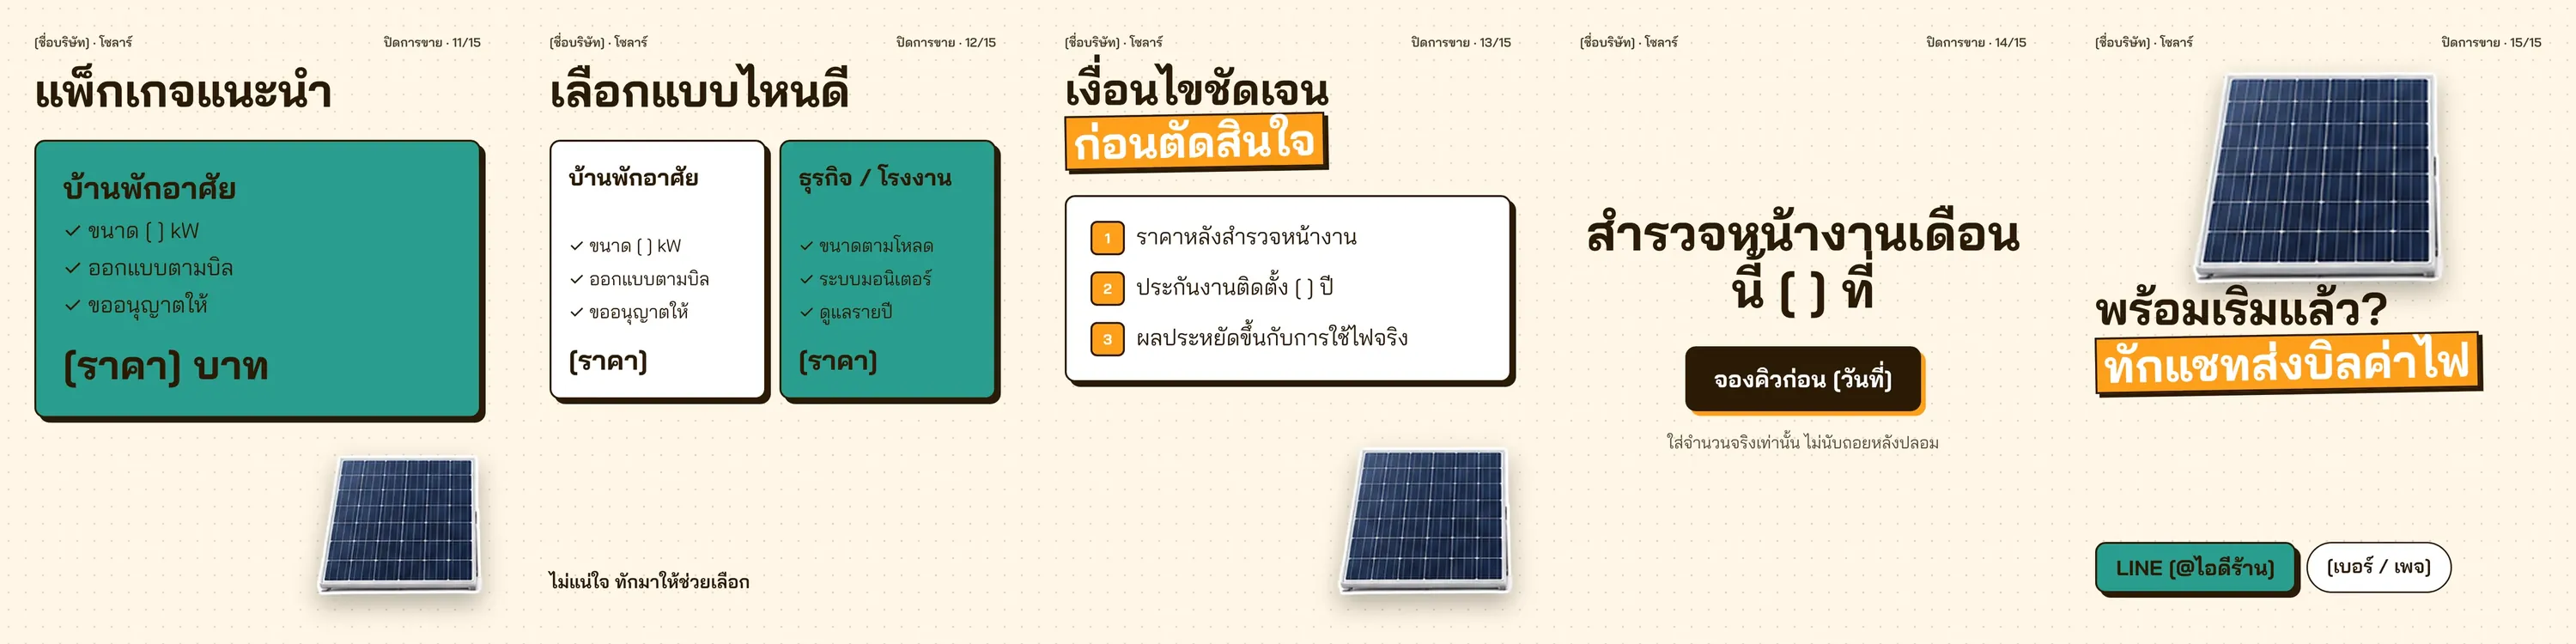 [ชื่อบริษัท] · โซลาร์
ปิดการขาย · 11/15
แพ็กเกจแนะนำ
บ้านพักอาศัย
✓ ขนาด [ ] kW
✓ ออกแบบตามบิล
✓ ขออนุญาตให้
[ราคา] บาท
[ชื่อบริษัท] · โซลาร์
ปิดการขาย · 12/15
เลือกแบบไหนดี
บ้านพักอาศัย
✓ ขนาด [ ] kW
✓ ออกแบบตามบิล
✓ ขออนุญาตให้
[ราคา]
ธุรกิจ / โรงงาน
✓ ขนาดตามโหลด
✓ ระบบมอนิเตอร์
✓ ดูแลรายปี
[ราคา]
ไม่แน่ใจ ทักมาให้ช่วยเลือก
[ชื่อบริษัท] · โซลาร์
ปิดการขาย · 13/15
เงื่อนไขชัดเจน
ก่อนตัดสินใจ
1 ราคาหลังสำรวจหน้างาน
2 ประกันงานติดตั้ง [ ] ปี
3 ผลประหยัดขึ้นกับการใช้ไฟจริง
[ชื่อบริษัท] · โซลาร์
ปิดการขาย · 14/15
สำรวจหน้างานเดือน
นี้ [ ] ที่
จองคิวก่อน [วันที่]
ใส่จำนวนจริงเท่านั้น ไม่นับถอยหลังปลอม
[ชื่อบริษัท] · โซลาร์
ปิดการขาย · 15/15
พร้อมเริ่มแล้ว?
ทักแชทส่งบิลค่าไฟ
LINE [@ไอดีร้าน]
[เบอร์ / เพจ]